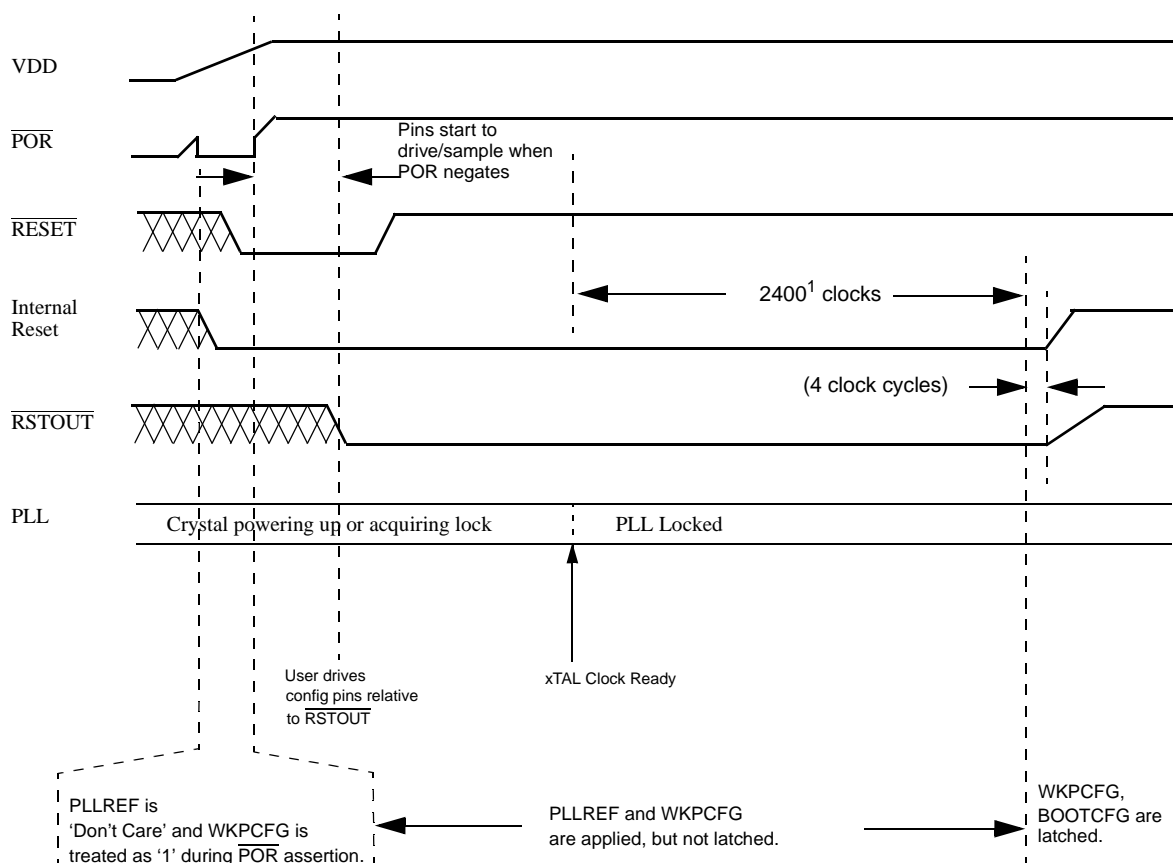 VDD
POR
Pins start to
drive/sample when
POR negates
RESET
2400¹ clocks
Internal
Reset
(4 clock cycles)
RSTOUT
PLL
Crystal powering up or acquiring lock
PLL Locked
User drives
config pins relative
to RSTOUT
xTAL Clock Ready
PLLREF is
‘Don’t Care’ and WKPCFG is
treated as ‘1’ during POR assertion.
PLLREF and WKPCFG
are applied, but not latched.
WKPCFG,
BOOTCFG are
latched.